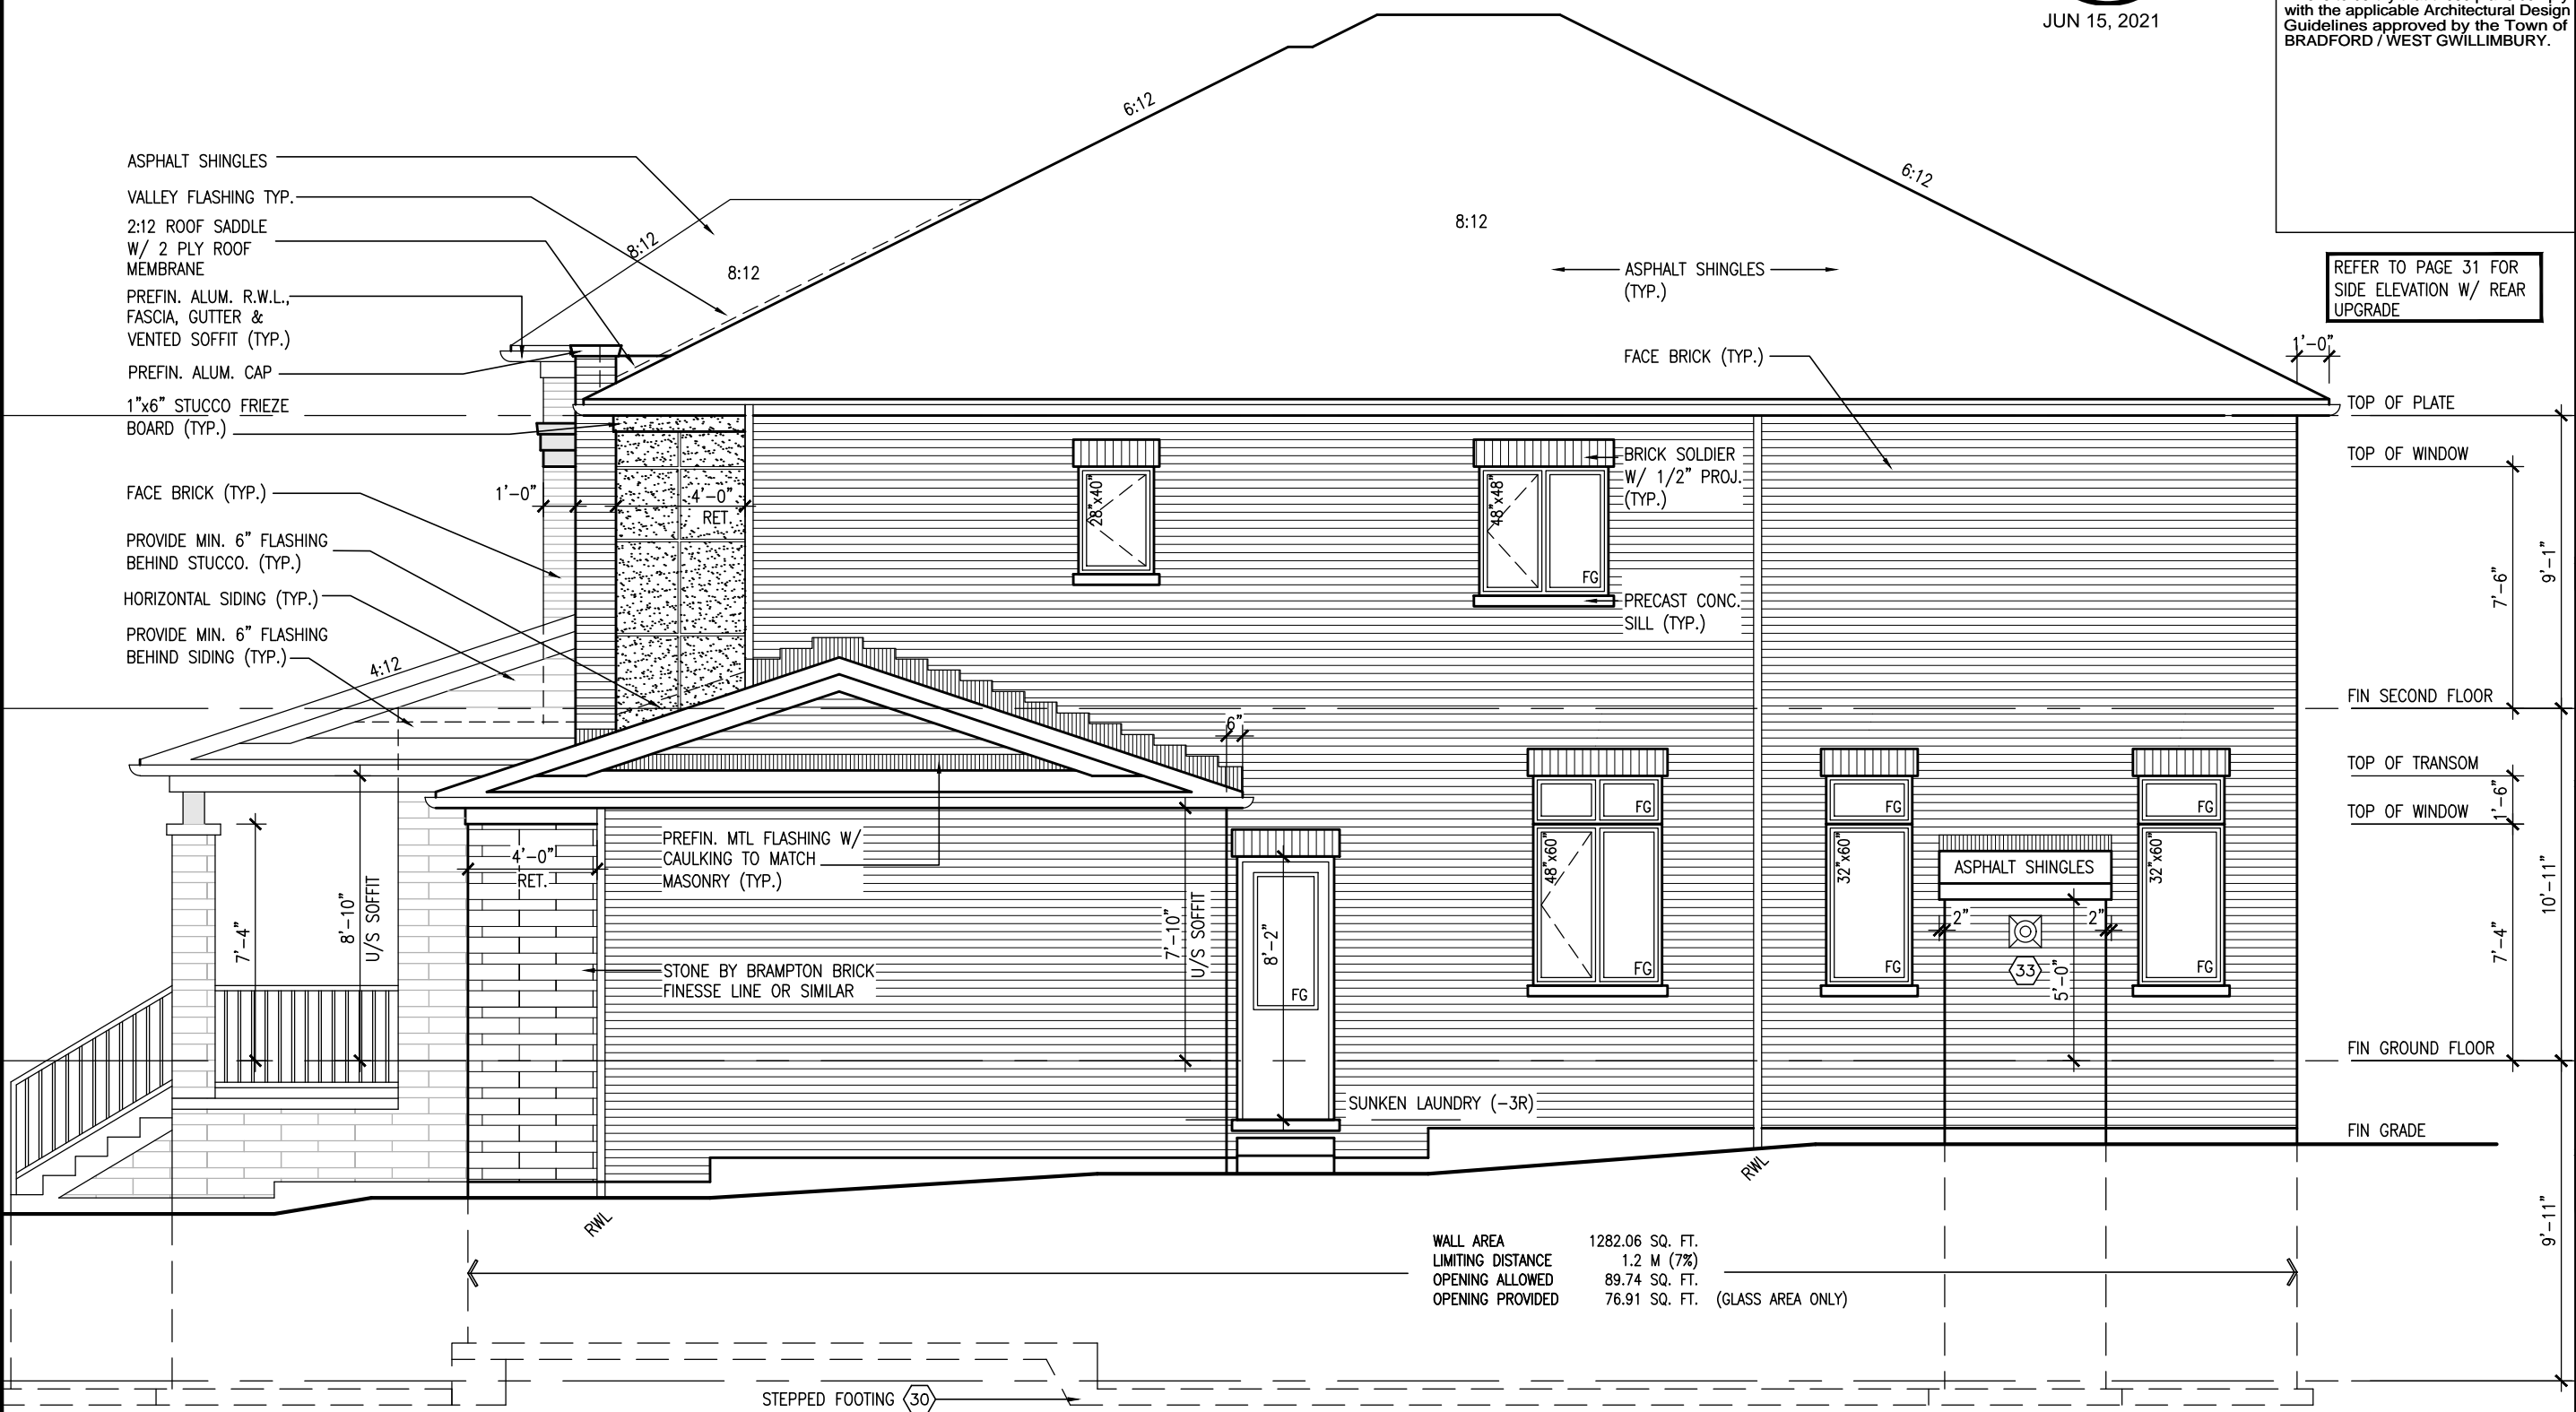 JUN 15, 2021
with the applicable Architectural Design
Guidelines approved by the Town of
BRADFORD / WEST GWILLIMBURY.
REFER TO PAGE 31 FOR
SIDE ELEVATION W/ REAR
UPGRADE
6:12
6:12
8:12
8:12
8:12
ASPHALT SHINGLES
VALLEY FLASHING TYP.
2:12 ROOF SADDLE
W/ 2 PLY ROOF
MEMBRANE
PREFIN. ALUM. R.W.L.,
FASCIA, GUTTER &
VENTED SOFFIT (TYP.)
PREFIN. ALUM. CAP
1"x6" STUCCO FRIEZE
BOARD (TYP.)
FACE BRICK (TYP.)
PROVIDE MIN. 6" FLASHING
BEHIND STUCCO. (TYP.)
HORIZONTAL SIDING (TYP.)
PROVIDE MIN. 6" FLASHING
BEHIND SIDING (TYP.)
4:12
ASPHALT SHINGLES
(TYP.)
FACE BRICK (TYP.)
1'-0"
1'-0"
4'-0"
RET.
28"x40"
48"x48"
FG
BRICK SOLDIER
W/ 1/2" PROJ.
(TYP.)
PRECAST CONC.
SILL (TYP.)
TOP OF PLATE
TOP OF WINDOW
7'-6"
9'-1"
FIN SECOND FLOOR
TOP OF TRANSOM
TOP OF WINDOW
1'-6"
10'-11"
7'-4"
FIN GROUND FLOOR
FIN GRADE
9'-11"
6"
7'-4"
8'-10"
U/S SOFFIT
4'-0"
RET.
PREFIN. MTL FLASHING W/
CAULKING TO MATCH
MASONRY (TYP.)
STONE BY BRAMPTON BRICK
FINESSE LINE OR SIMILAR
7'-10"
U/S SOFFIT
8'-2"
FG
FG
48"x60"
FG
FG
32"x60"
FG
ASPHALT SHINGLES
2"
2"
33
5'-0"
FG
32"x60"
FG
SUNKEN LAUNDRY (-3R)
RWL
RWL
WALL AREA 1282.06 SQ. FT.
LIMITING DISTANCE 1.2 M (7%)
OPENING ALLOWED 89.74 SQ. FT.
OPENING PROVIDED 76.91 SQ. FT. (GLASS AREA ONLY)
STEPPED FOOTING 30